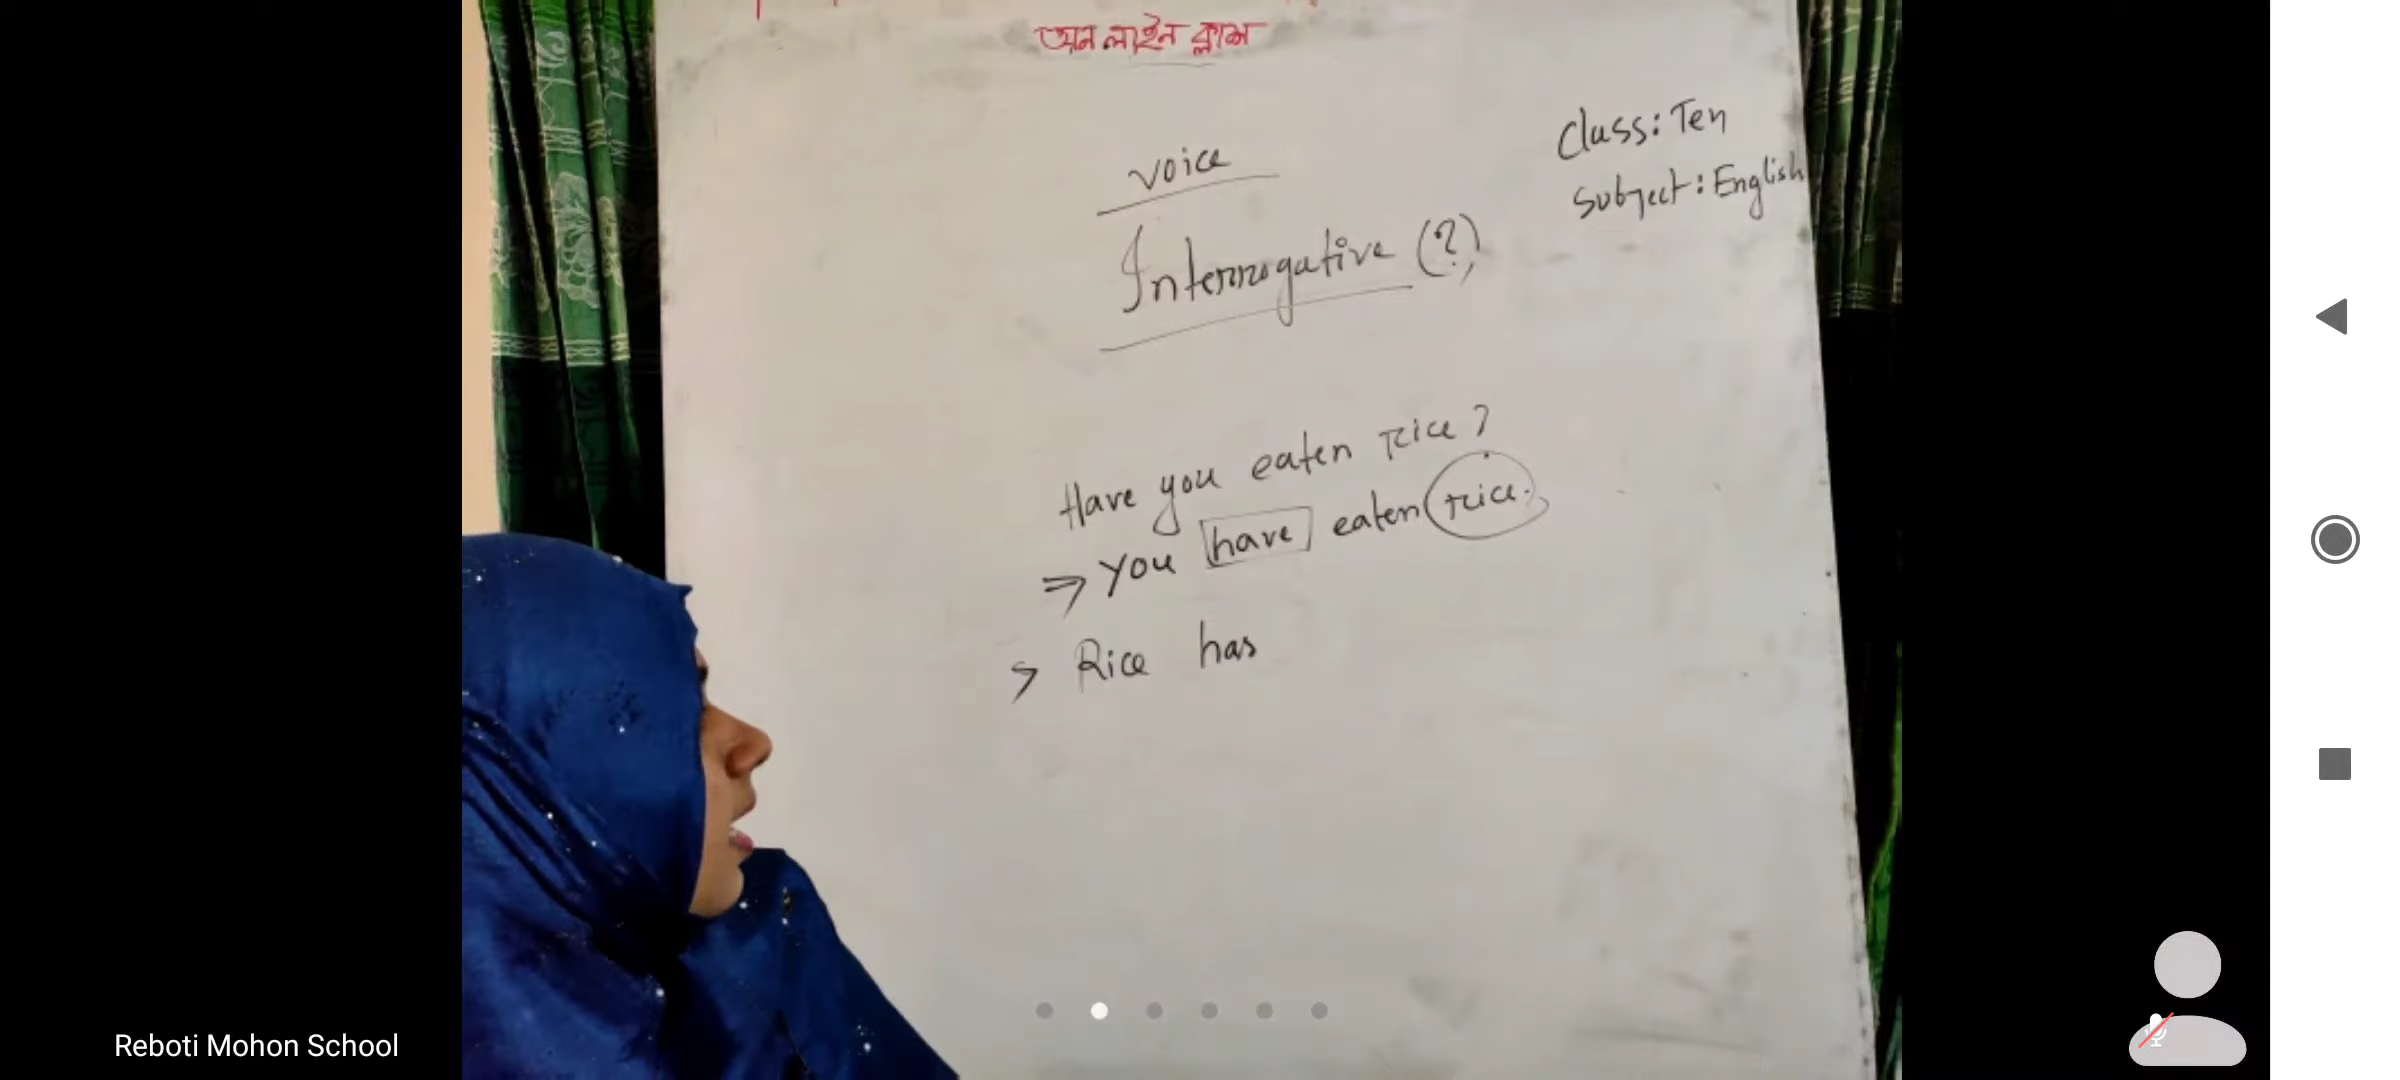 অন লাইন ক্লাস
Class: Ten
Subject: English
voice
Interrogative (?)
Have you eaten rice?
⇒ You have eaten rice.
> Rice has
Reboti Mohon School